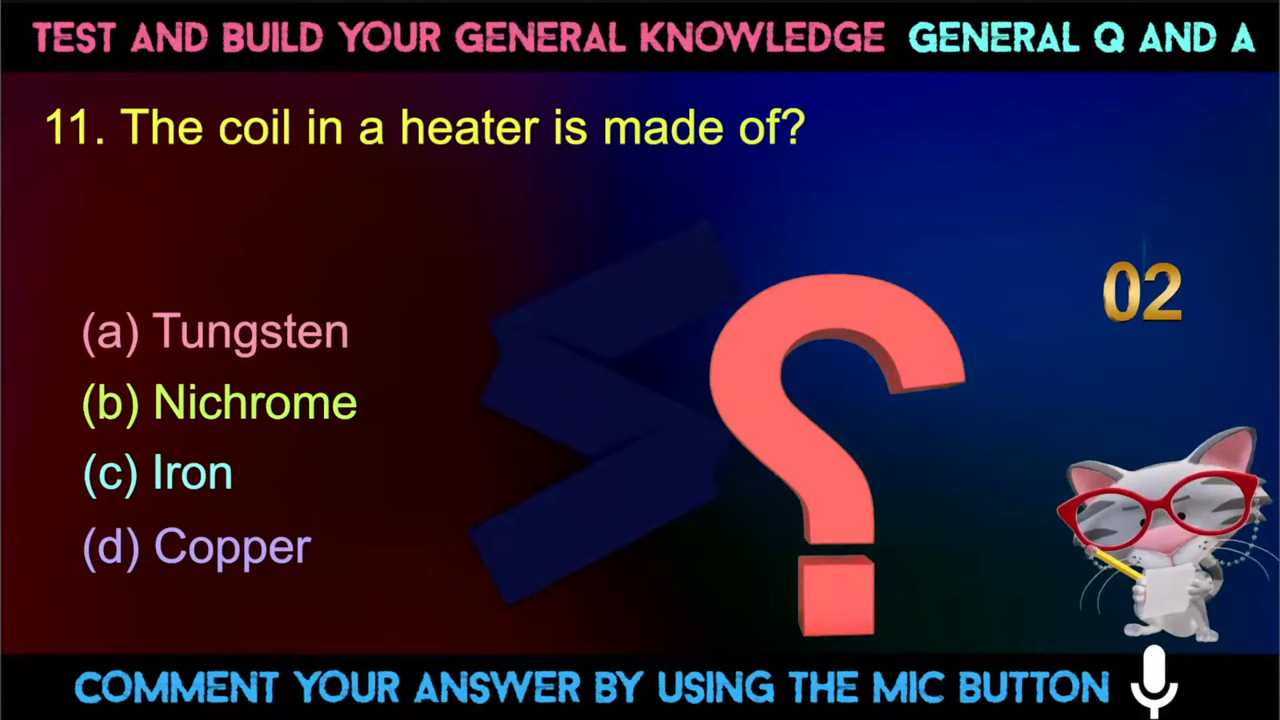 TEST AND BUILD YOUR GENERAL KNOWLEDGE GENERAL Q AND A
11. The coil in a heater is made of?
02
(a) Tungsten
(b) Nichrome
(c) Iron
(d) Copper
?
COMMENT YOUR ANSWER BY USING THE MIC BUTTON